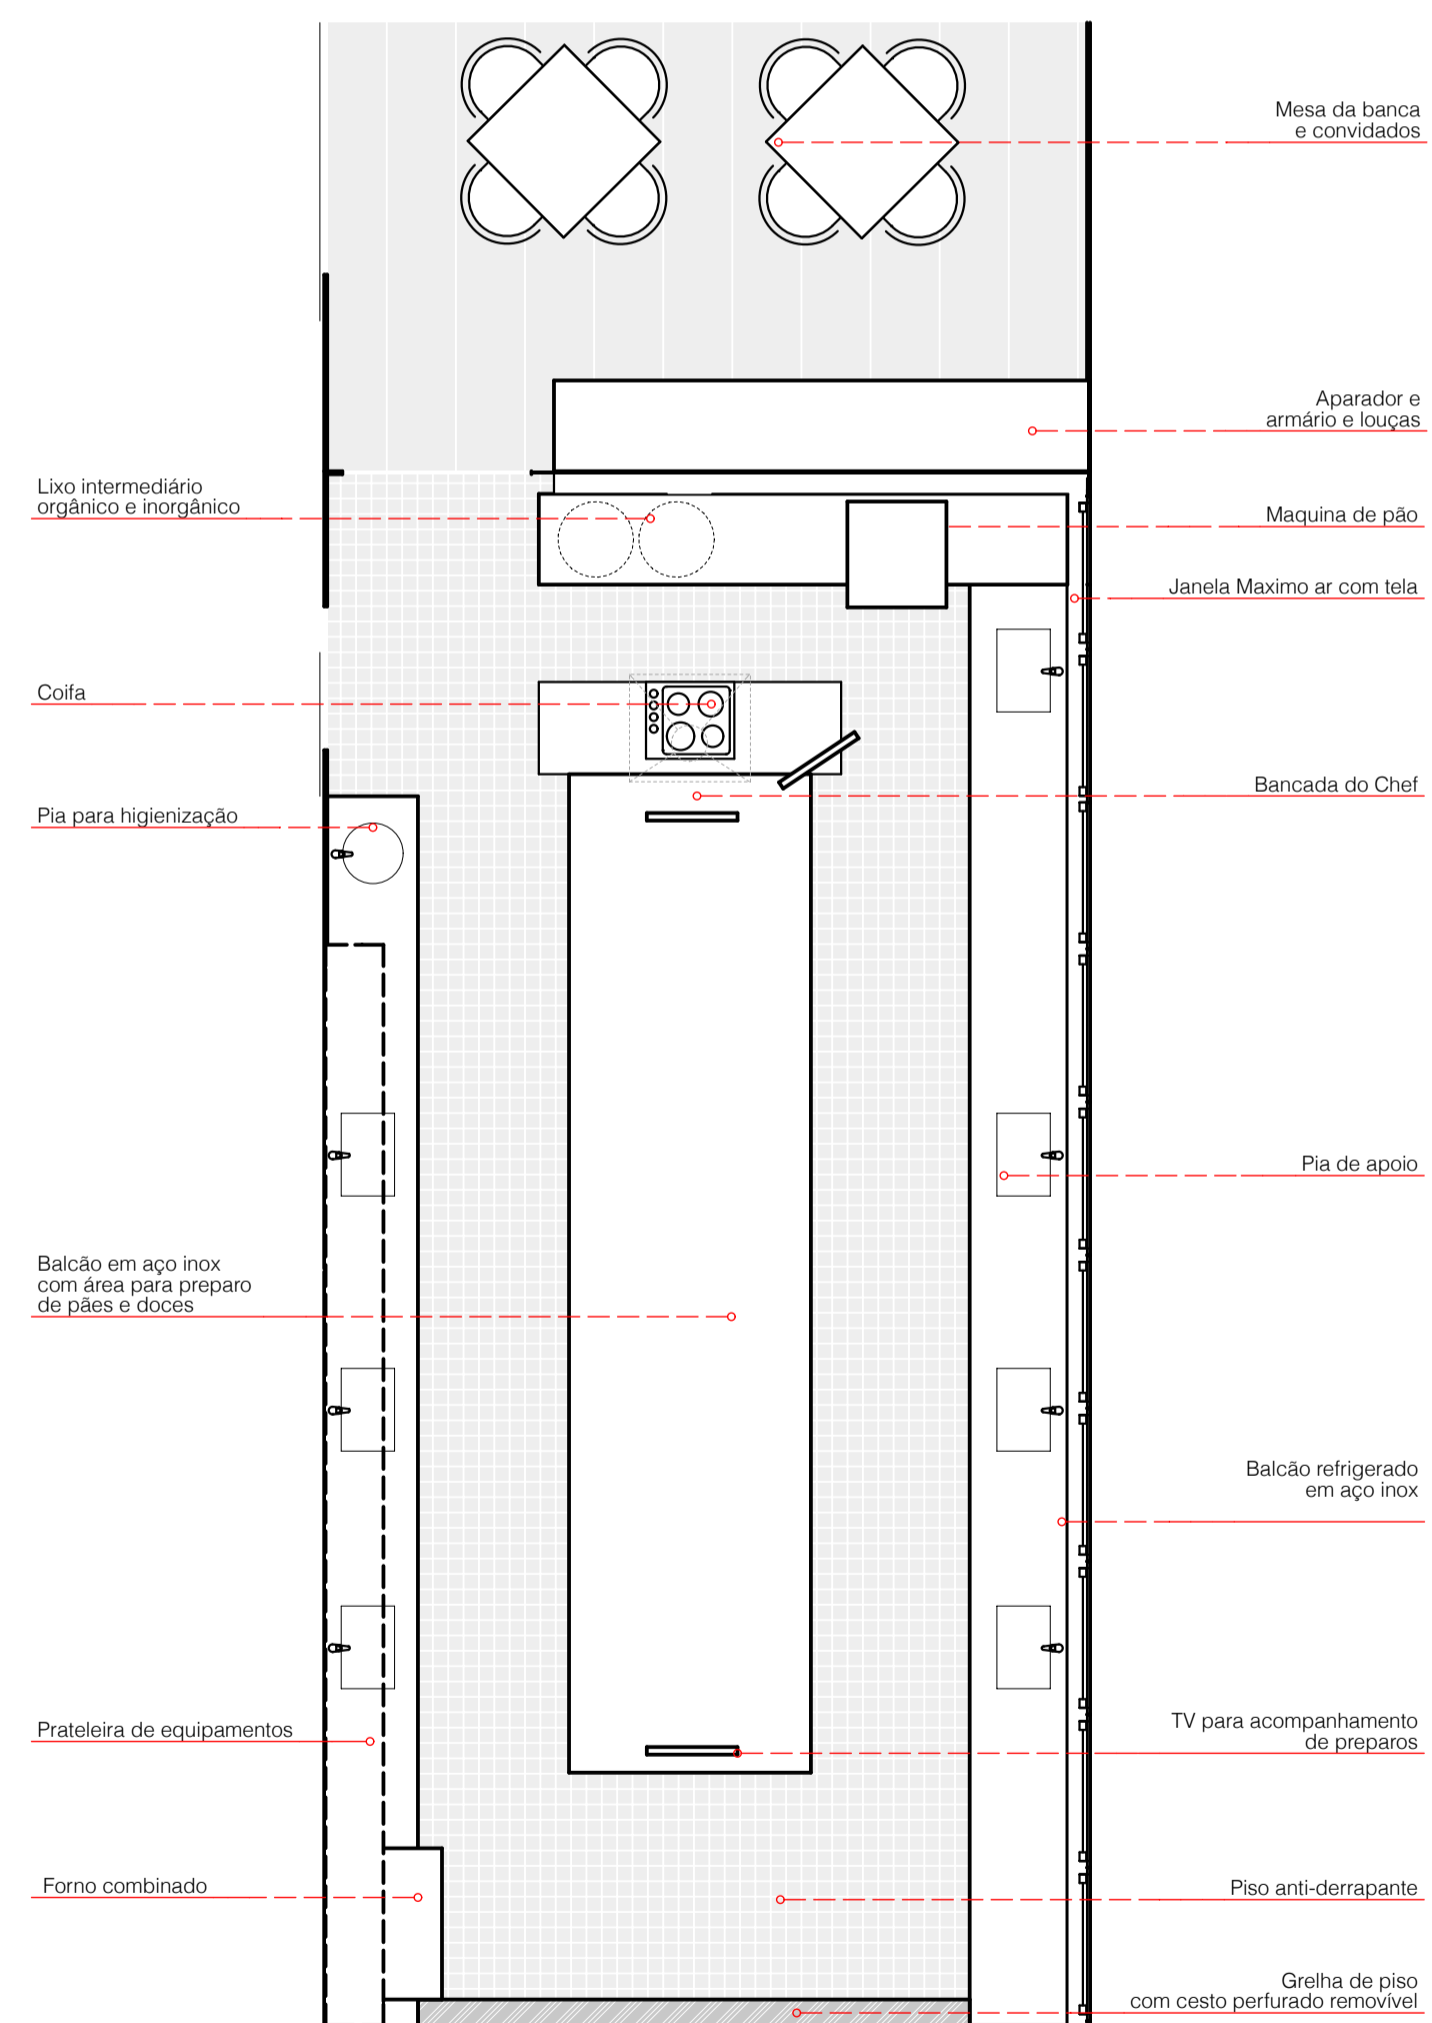 Mesa da banca
e convidados
Aparador e
armário e louças
Lixo intermediário
orgânico e inorgânico
Maquina de pão
Janela Maximo ar com tela
Coifa
Bancada do Chef
Pia para higienização
Pia de apoio
Balcão em aço inox
com área para preparo
de pães e doces
Balcão refrigerado
em aço inox
Prateleira de equipamentos
TV para acompanhamento
de preparos
Forno combinado
Piso anti-derrapante
Grelha de piso
com cesto perfurado removível